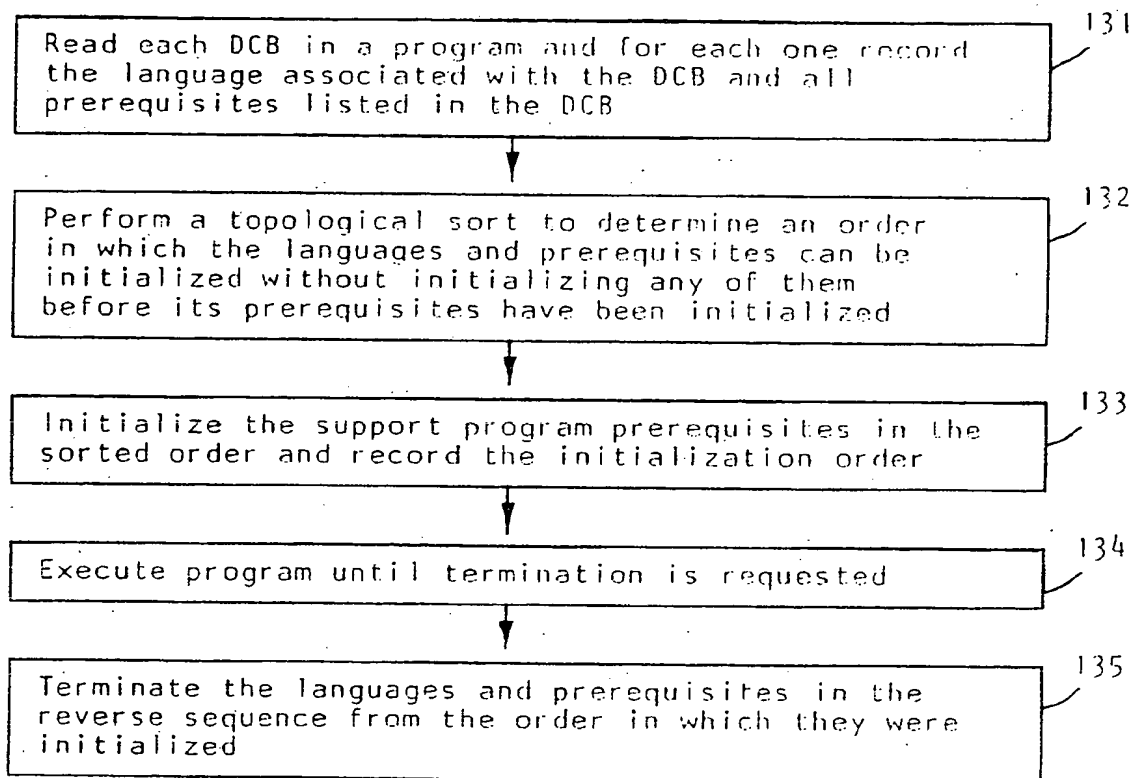 131
Read each DCB in a program and for each one record
the language associated with the DCB and all
prerequisites listed in the DCB
132
Perform a topological sort to determine an order
in which the languages and prerequisites can be
initialized without initializing any of them
before its prerequisites have been initialized
133
Initialize the support program prerequisites in the
sorted order and record the initialization order
134
Execute program until termination is requested
135
Terminate the languages and prerequisites in the
reverse sequence from the order in which they were
initialized